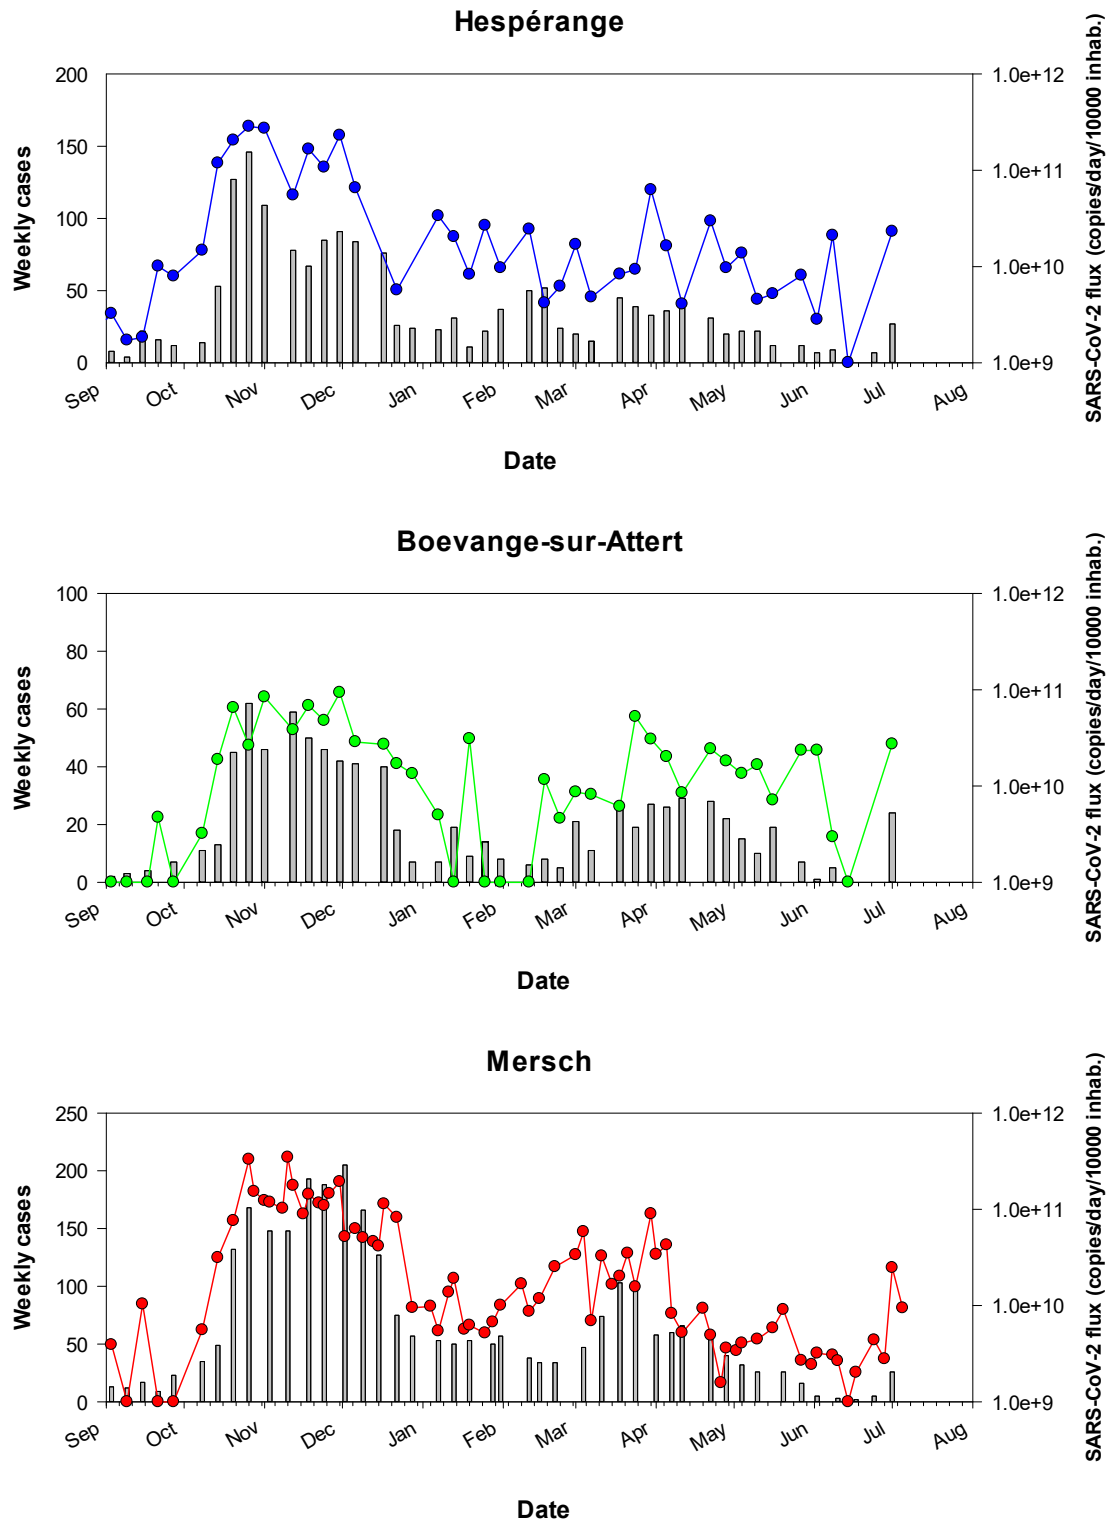 Hespérange
200
150
100
50
0
Weekly cases
1.0e+12
1.0e+11
1.0e+10
1.0e+9
SARS-CoV-2 flux (copies/day/10000 inhab.)
Sep Oct Nov Dec Jan Feb Mar Apr May Jun Jul Aug
Date
Boevange-sur-Attert
100
80
60
40
20
0
Weekly cases
1.0e+12
1.0e+11
1.0e+10
1.0e+9
SARS-CoV-2 flux (copies/day/10000 inhab.)
Sep Oct Nov Dec Jan Feb Mar Apr May Jun Jul Aug
Date
Mersch
250
200
150
100
50
0
Weekly cases
1.0e+12
1.0e+11
1.0e+10
1.0e+9
SARS-CoV-2 flux (copies/day/10000 inhab.)
Sep Oct Nov Dec Jan Feb Mar Apr May Jun Jul Aug
Date